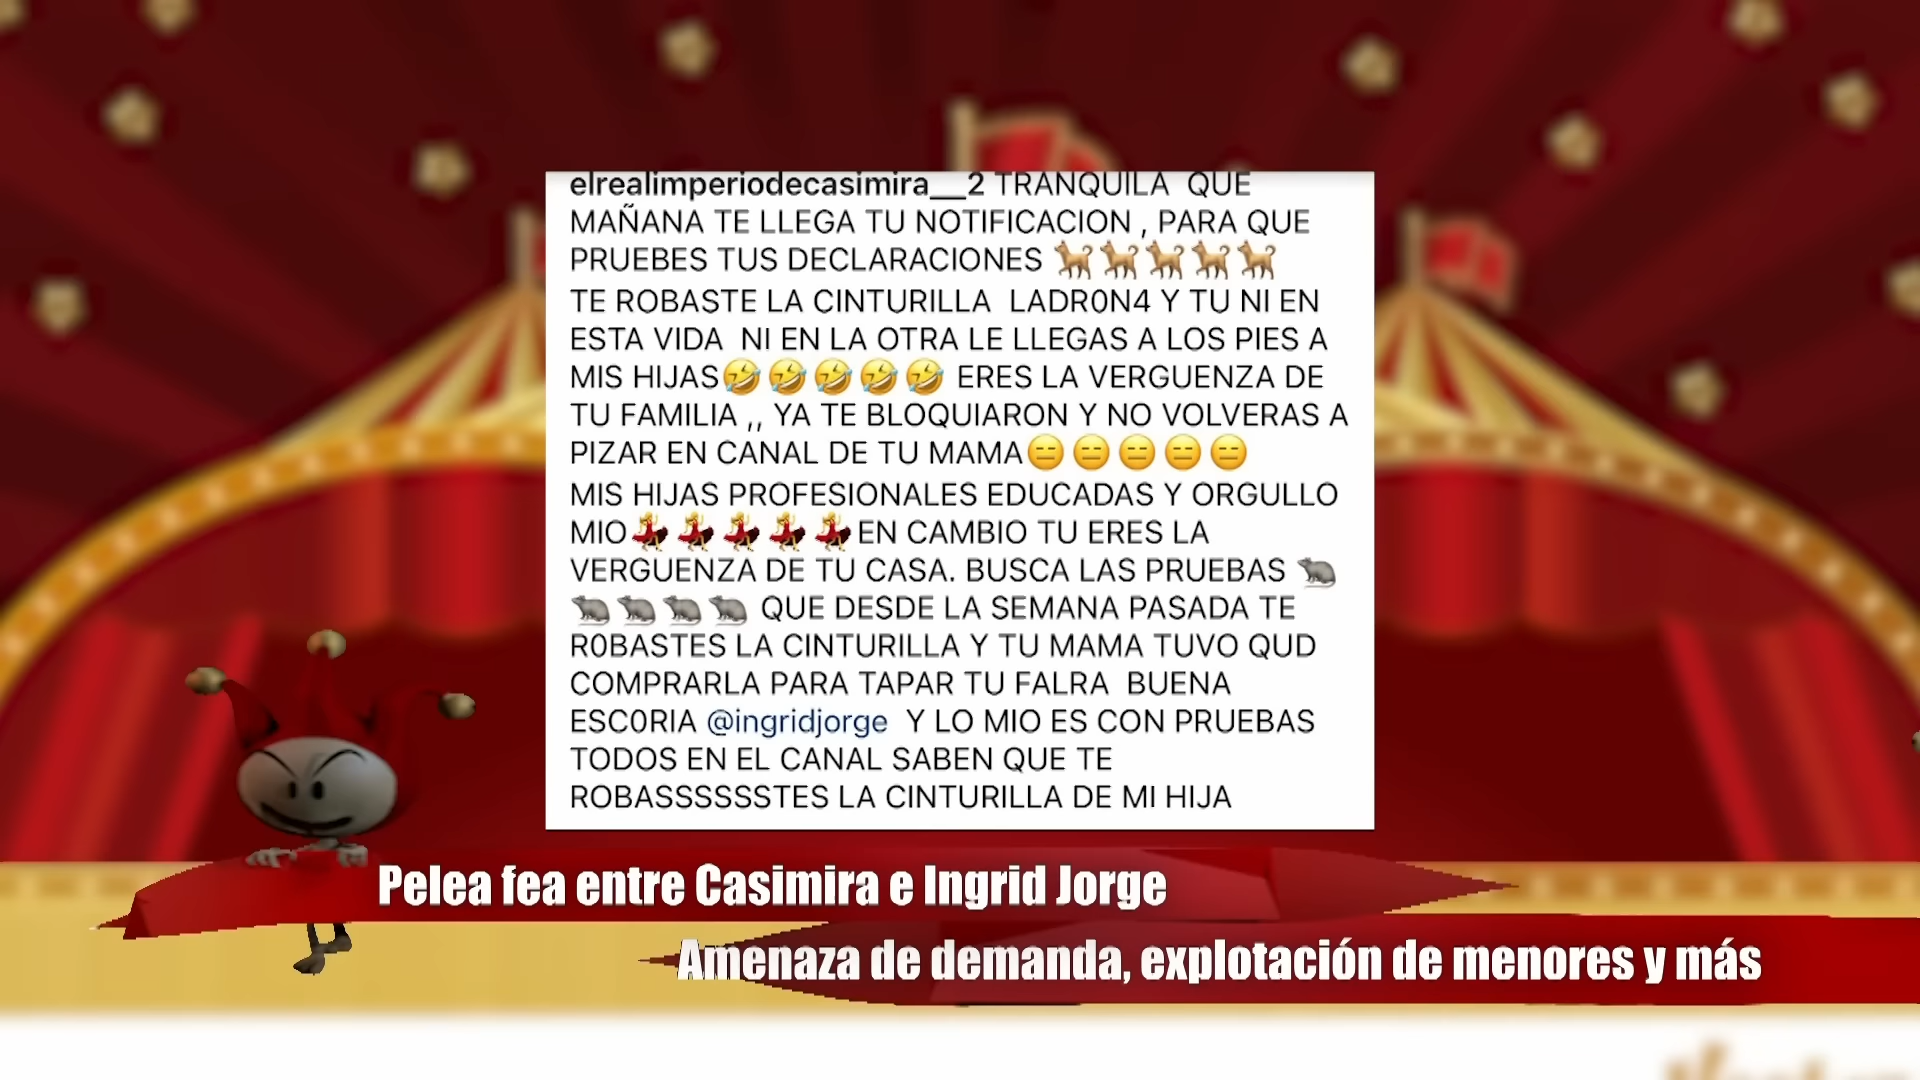 elrealimperiodecasimira__2 TRANQUILA QUE
MAÑANA TE LLEGA TU NOTIFICACION , PARA QUE
PRUEBES TUS DECLARACIONES 🐕🐕🐕🐕🐕
TE ROBASTE LA CINTURILLA LADR0N4 Y TU NI EN
ESTA VIDA NI EN LA OTRA LE LLEGAS A LOS PIES A
MIS HIJAS🤣🤣🤣🤣🤣 ERES LA VERGUENZA DE
TU FAMILIA ,, YA TE BLOQUIARON Y NO VOLVERAS A
PIZAR EN CANAL DE TU MAMA😑😑😑😑😑
MIS HIJAS PROFESIONALES EDUCADAS Y ORGULLO
MIO💃💃💃💃💃EN CAMBIO TU ERES LA
VERGUENZA DE TU CASA. BUSCA LAS PRUEBAS 🐀
🐀🐀🐀🐀 QUE DESDE LA SEMANA PASADA TE
R0BASTES LA CINTURILLA Y TU MAMA TUVO QUD
COMPRARLA PARA TAPAR TU FALRA BUENA
ESC0RIA @ingridjorge Y LO MIO ES CON PRUEBAS
TODOS EN EL CANAL SABEN QUE TE
ROBASSSSSSTES LA CINTURILLA DE MI HIJA
Pelea fea entre Casimira e Ingrid Jorge
Amenaza de demanda, explotación de menores y más